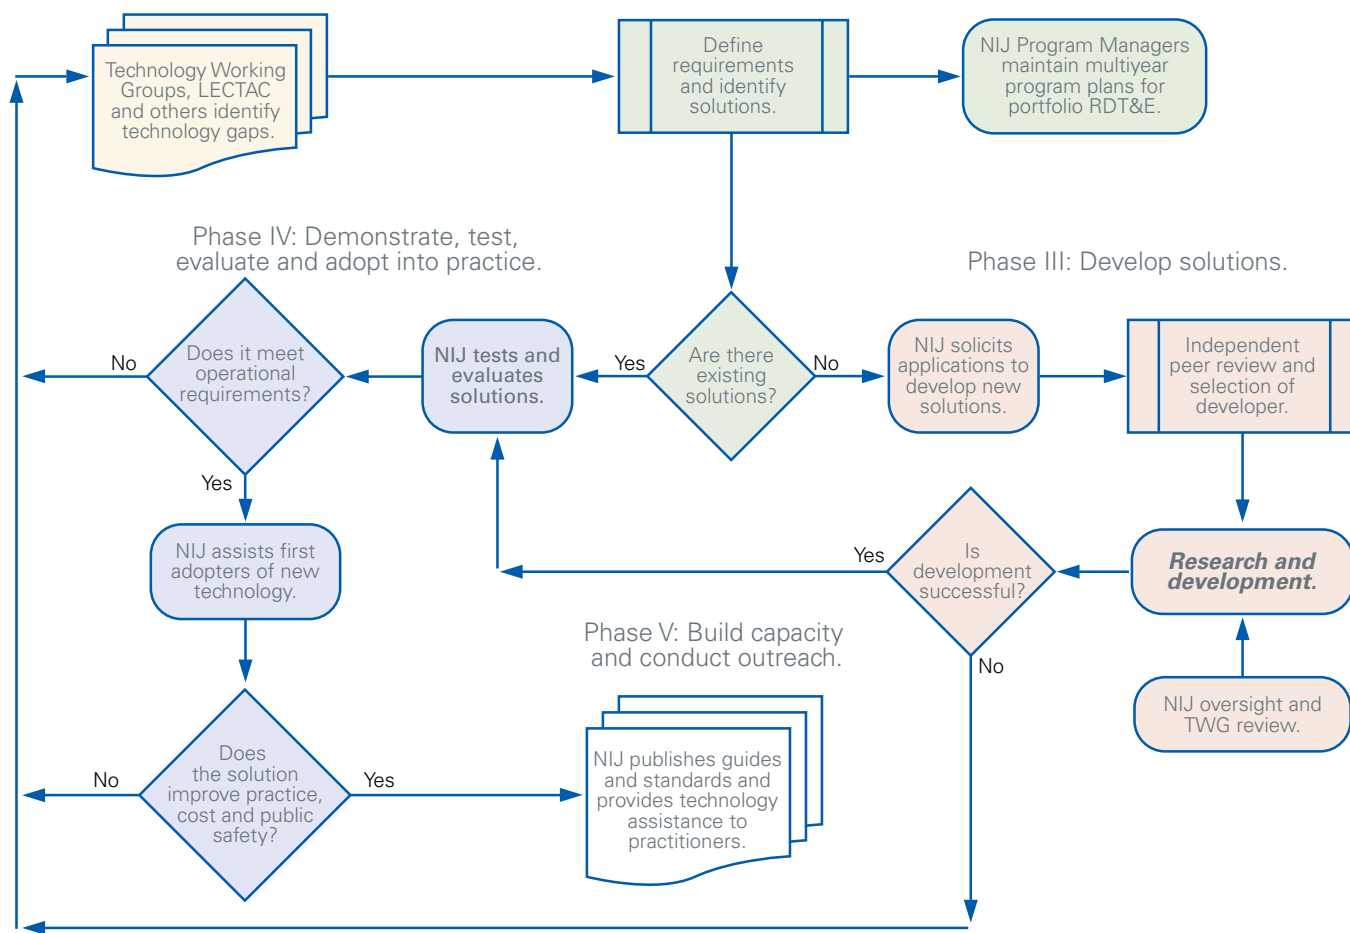 Technology Working
Groups, LECTAC
and others identify
technology gaps.
Define
requirements
and identify
solutions.
NIJ Program Managers
maintain multiyear
program plans for
portfolio RDT&E.
Phase IV: Demonstrate, test,
evaluate and adopt into practice.
Phase III: Develop solutions.
No
Does it meet
operational
requirements?
NIJ tests and
evaluates
solutions.
Yes
Are there
existing
solutions?
No
NIJ solicits
applications to
develop new
solutions.
Independent
peer review and
selection of
developer.
Yes
NIJ assists first
adopters of new
technology.
Yes
Is
development
successful?
Research and
development.
No
Phase V: Build capacity
and conduct outreach.
NIJ oversight and
TWG review.
No
Does
the solution
improve practice,
cost and public
safety?
Yes
NIJ publishes guides
and standards and
provides technology
assistance to
practitioners.